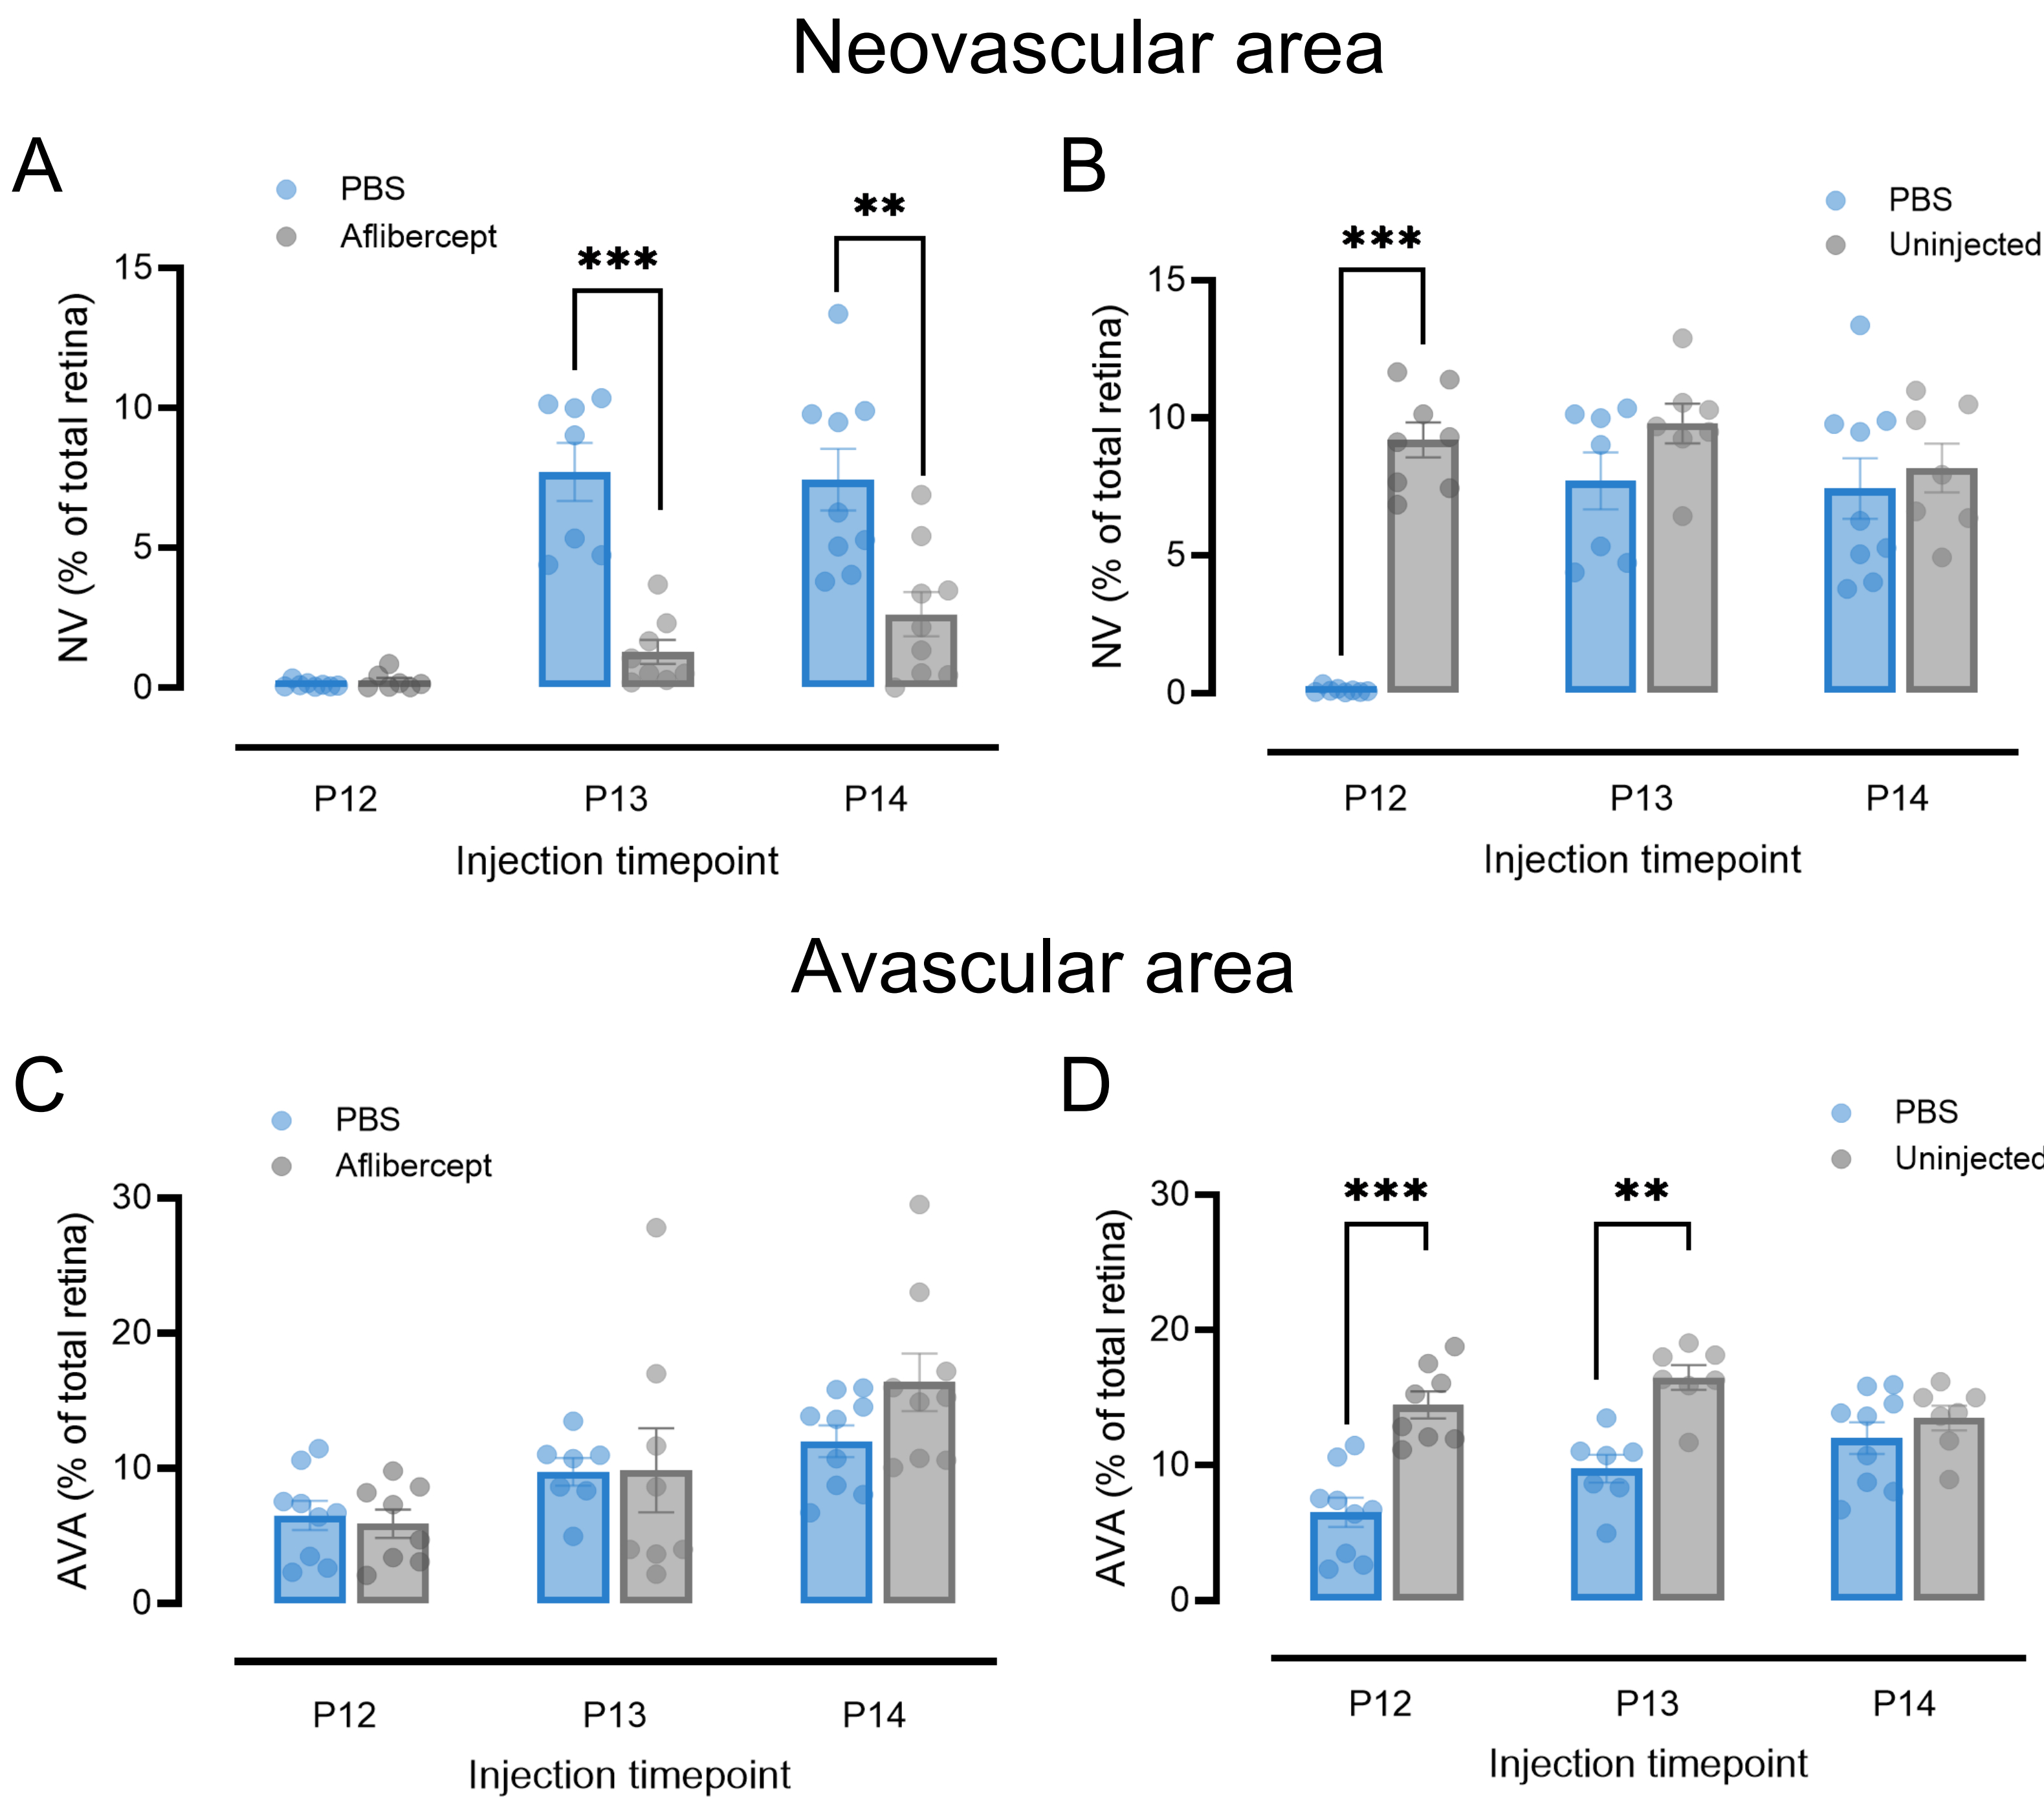 Neovascular area
A
PBS
Aflibercept
***
**
15
10
5
0
NV (% of total retina)
P12 P13 P14
Injection timepoint
B
PBS
Uninjected
***
15
10
5
0
NV (% of total retina)
P12 P13 P14
Injection timepoint
Avascular area
C
PBS
Aflibercept
30
20
10
0
AVA (% of total retina)
P12 P13 P14
Injection timepoint
D
PBS
Uninjected
*** **
30
20
10
0
AVA (% of total retina)
P12 P13 P14
Injection timepoint